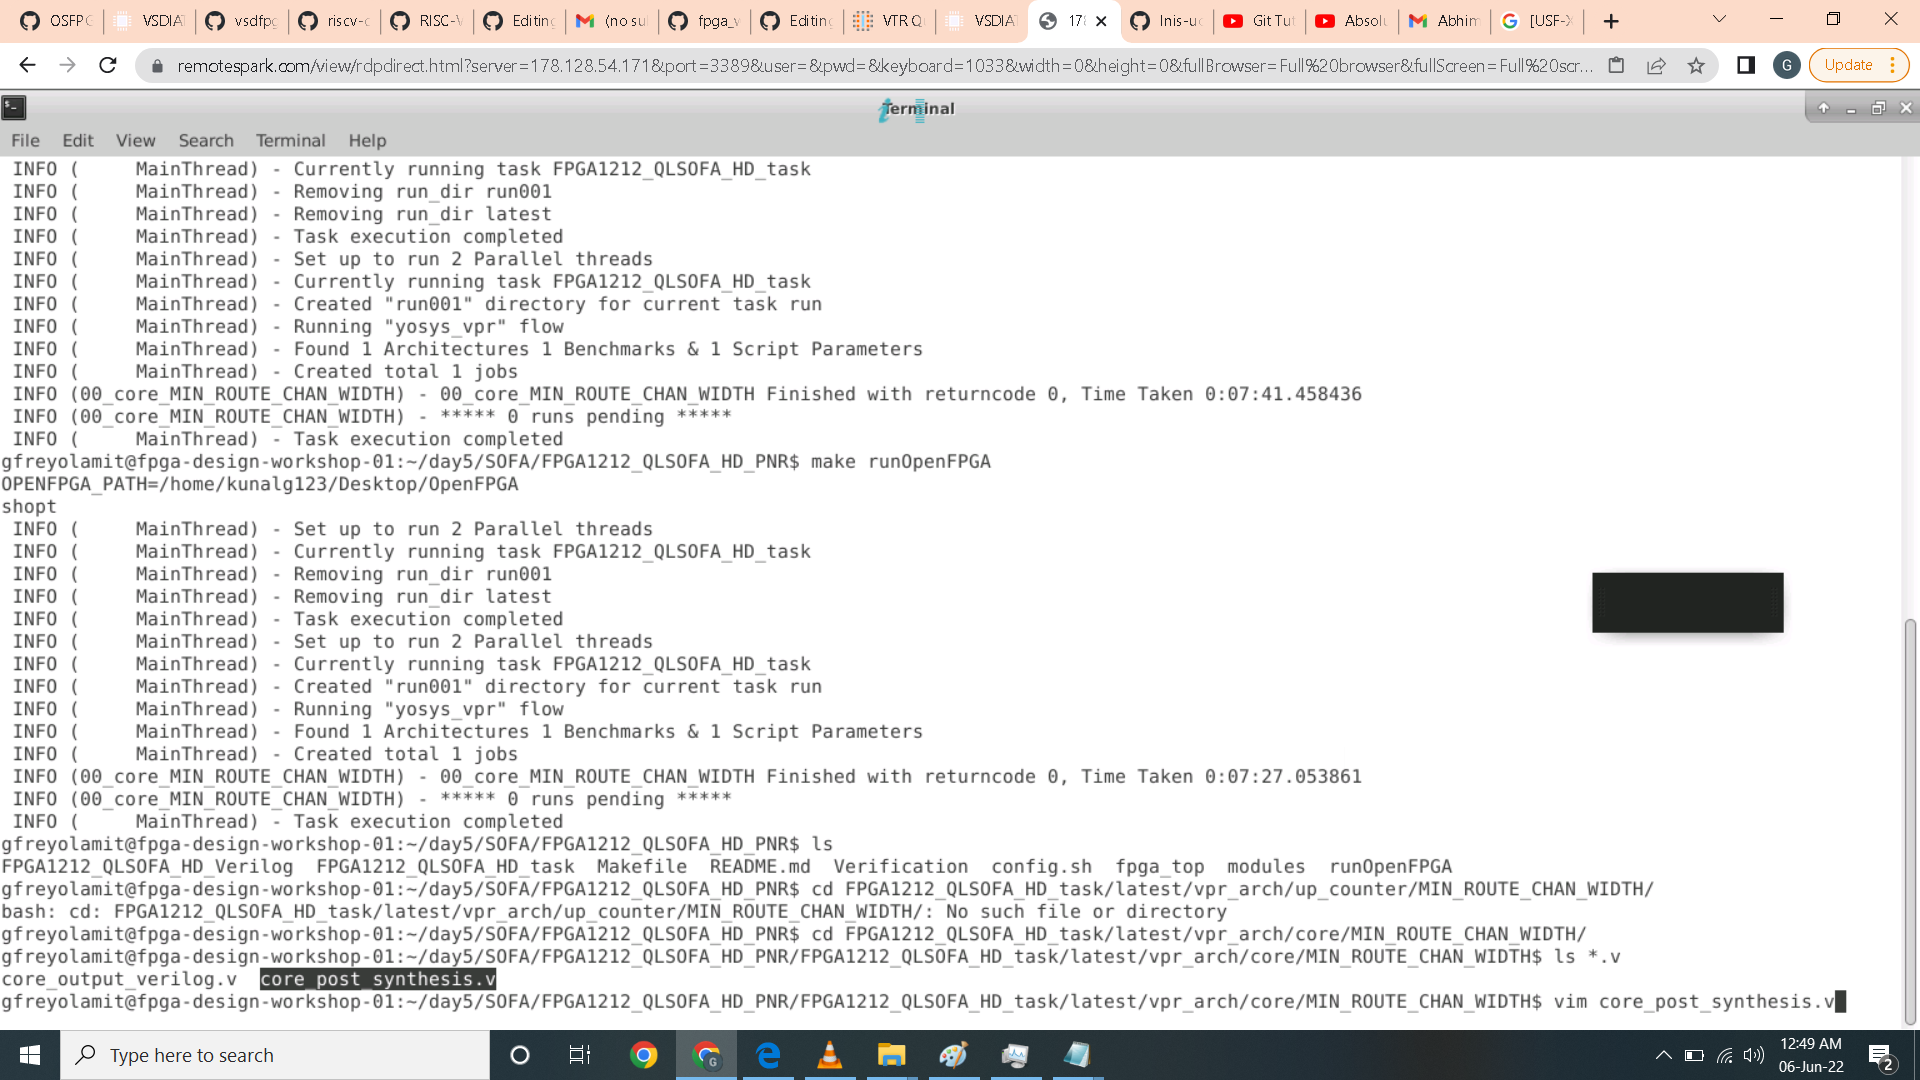 OSFPG
VSDIAT
vsdfpg
riscv-c
RISC-V
Editing
(no su
fpga_w
Editing
VTR Q
VSDIAT
178
Inis-uc
Git Tut
Absolu
Abhim
[USF-X
remotespark.com/view/rdpdirect.html?server=178.128.54.171&port=3389&user=&pwd=&keyboard=1033&width=0&height=0&fullBrowser=Full%20browser&fullScreen=Full%20scr...
G
Update
Terminal
File Edit View Search Terminal Help
INFO ( MainThread) - Currently running task FPGA1212_QLSOFA_HD_task
INFO ( MainThread) - Removing run_dir run001
INFO ( MainThread) - Removing run_dir latest
INFO ( MainThread) - Task execution completed
INFO ( MainThread) - Set up to run 2 Parallel threads
INFO ( MainThread) - Currently running task FPGA1212_QLSOFA_HD_task
INFO ( MainThread) - Created "run001" directory for current task run
INFO ( MainThread) - Running "yosys_vpr" flow
INFO ( MainThread) - Found 1 Architectures 1 Benchmarks & 1 Script Parameters
INFO ( MainThread) - Created total 1 jobs
INFO (00_core_MIN_ROUTE_CHAN_WIDTH) - 00_core_MIN_ROUTE_CHAN_WIDTH Finished with returncode 0, Time Taken 0:07:41.458436
INFO (00_core_MIN_ROUTE_CHAN_WIDTH) - ***** 0 runs pending *****
INFO ( MainThread) - Task execution completed
gfreyolamit@fpga-design-workshop-01:~/day5/SOFA/FPGA1212_QLSOFA_HD_PNR$ make runOpenFPGA
OPENFPGA_PATH=/home/kunalg123/Desktop/OpenFPGA
shopt
INFO ( MainThread) - Set up to run 2 Parallel threads
INFO ( MainThread) - Currently running task FPGA1212_QLSOFA_HD_task
INFO ( MainThread) - Removing run_dir run001
INFO ( MainThread) - Removing run_dir latest
INFO ( MainThread) - Task execution completed
INFO ( MainThread) - Set up to run 2 Parallel threads
INFO ( MainThread) - Currently running task FPGA1212_QLSOFA_HD_task
INFO ( MainThread) - Created "run001" directory for current task run
INFO ( MainThread) - Running "yosys_vpr" flow
INFO ( MainThread) - Found 1 Architectures 1 Benchmarks & 1 Script Parameters
INFO ( MainThread) - Created total 1 jobs
INFO (00_core_MIN_ROUTE_CHAN_WIDTH) - 00_core_MIN_ROUTE_CHAN_WIDTH Finished with returncode 0, Time Taken 0:07:27.053861
INFO (00_core_MIN_ROUTE_CHAN_WIDTH) - ***** 0 runs pending *****
INFO ( MainThread) - Task execution completed
gfreyolamit@fpga-design-workshop-01:~/day5/SOFA/FPGA1212_QLSOFA_HD_PNR$ ls
FPGA1212_QLSOFA_HD_Verilog FPGA1212_QLSOFA_HD_task Makefile README.md Verification config.sh fpga_top modules runOpenFPGA
gfreyolamit@fpga-design-workshop-01:~/day5/SOFA/FPGA1212_QLSOFA_HD_PNR$ cd FPGA1212_QLSOFA_HD_task/latest/vpr_arch/up_counter/MIN_ROUTE_CHAN_WIDTH/
bash: cd: FPGA1212_QLSOFA_HD_task/latest/vpr_arch/up_counter/MIN_ROUTE_CHAN_WIDTH/: No such file or directory
gfreyolamit@fpga-design-workshop-01:~/day5/SOFA/FPGA1212_QLSOFA_HD_PNR$ cd FPGA1212_QLSOFA_HD_task/latest/vpr_arch/core/MIN_ROUTE_CHAN_WIDTH/
gfreyolamit@fpga-design-workshop-01:~/day5/SOFA/FPGA1212_QLSOFA_HD_PNR/FPGA1212_QLSOFA_HD_task/latest/vpr_arch/core/MIN_ROUTE_CHAN_WIDTH$ ls *.v
core_output_verilog.v core_post_synthesis.v
gfreyolamit@fpga-design-workshop-01:~/day5/SOFA/FPGA1212_QLSOFA_HD_PNR/FPGA1212_QLSOFA_HD_task/latest/vpr_arch/core/MIN_ROUTE_CHAN_WIDTH$ vim core_post_synthesis.v
Type here to search
12:49 AM
06-Jun-22
2